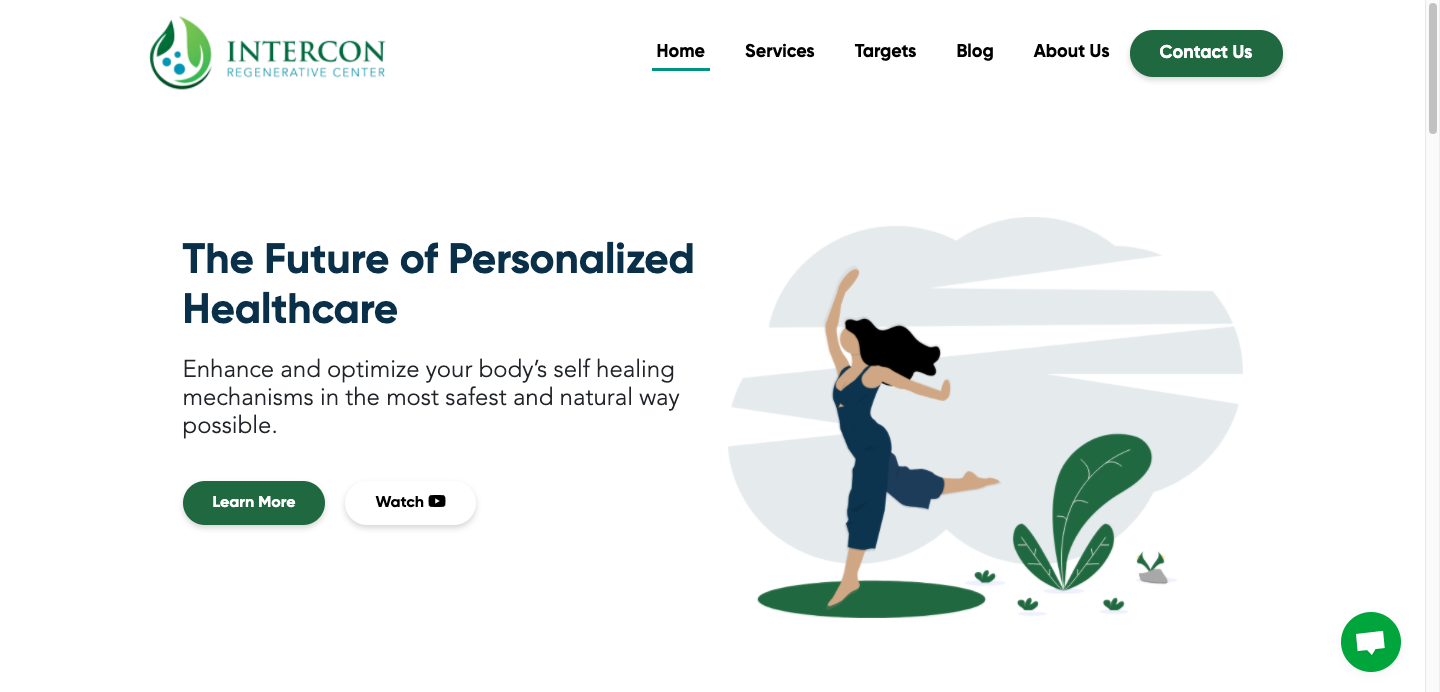 INTERCON
REGENERATIVE CENTER
Home
Services
Targets
Blog
About Us
Contact Us
The Future of Personalized
Healthcare
Enhance and optimize your body’s self healing
mechanisms in the most safest and natural way
possible.
Learn More
Watch